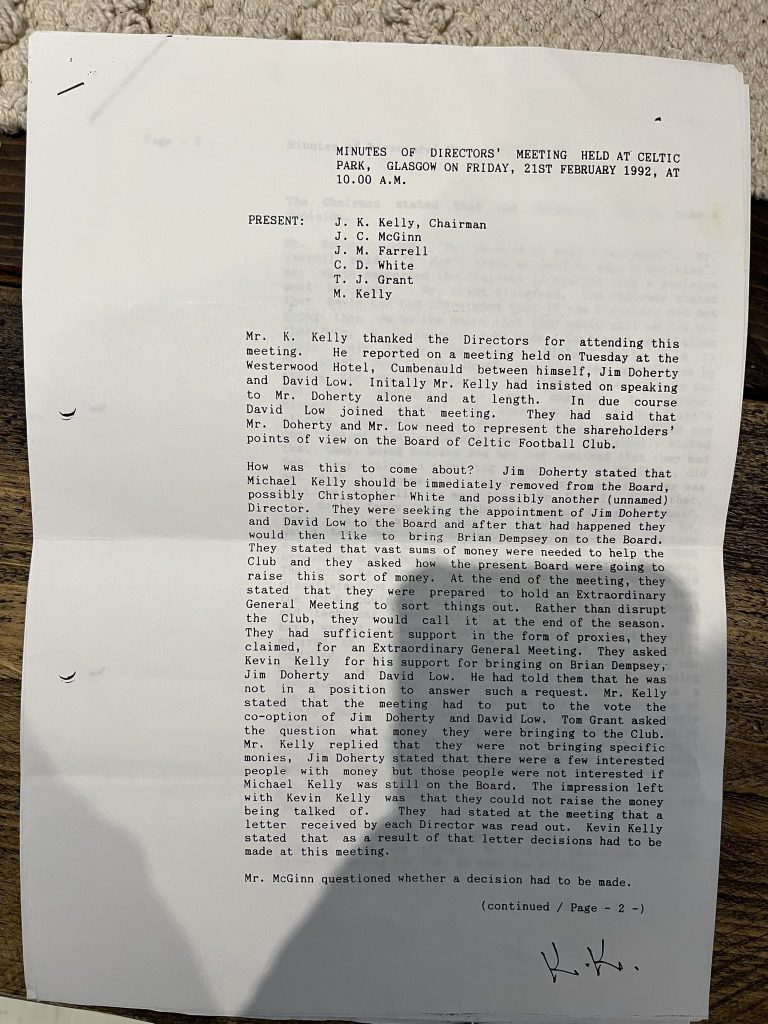 MINUTES OF DIRECTORS' MEETING HELD AT CELTIC
PARK, GLASGOW ON FRIDAY, 21ST FEBRUARY 1992, AT
10.00 A.M.
PRESENT: J. K. Kelly, Chairman
J. C. McGinn
J. M. Farrell
C. D. White
T. J. Grant
M. Kelly
Mr. K. Kelly thanked the Directors for attending this
meeting. He reported on a meeting held on Tuesday at the
Westerwood Hotel, Cumbenauld between himself, Jim Doherty
and David Low. Initally Mr. Kelly had insisted on speaking
to Mr. Doherty alone and at length. In due course
David Low joined that meeting. They had said that
Mr. Doherty and Mr. Low need to represent the shareholders'
points of view on the Board of Celtic Football Club.
How was this to come about? Jim Doherty stated that
Michael Kelly should be immediately removed from the Board,
possibly Christopher White and possibly another (unnamed)
Director. They were seeking the appointment of Jim Doherty
and David Low to the Board and after that had happened they
would then like to bring Brian Dempsey on to the Board.
They stated that vast sums of money were needed to help the
Club and they asked how the present Board were going to
raise this sort of money. At the end of the meeting, they
stated that they were prepared to hold an Extraordinary
General Meeting to sort things out. Rather than disrupt
the Club, they would call it at the end of the season.
They had sufficient support in the form of proxies, they
claimed, for an Extraordinary General Meeting. They asked
Kevin Kelly for his support for bringing on Brian Dempsey,
Jim Doherty and David Low. He had told them that he was
not in a position to answer such a request. Mr. Kelly
stated that the meeting had to put to the vote the
co-option of Jim Doherty and David Low. Tom Grant asked
the question what money they were bringing to the Club.
Mr. Kelly replied that they were not bringing specific
monies, Jim Doherty stated that there were a few interested
people with money but those people were not interested if
Michael Kelly was still on the Board. The impression left
with Kevin Kelly was that they could not raise the money
being talked of. They had stated at the meeting that a
letter received by each Director was read out. Kevin Kelly
stated that as a result of that letter decisions had to be
made at this meeting.
Mr. McGinn questioned whether a decision had to be made.
(continued / Page - 2 -)
K.K.